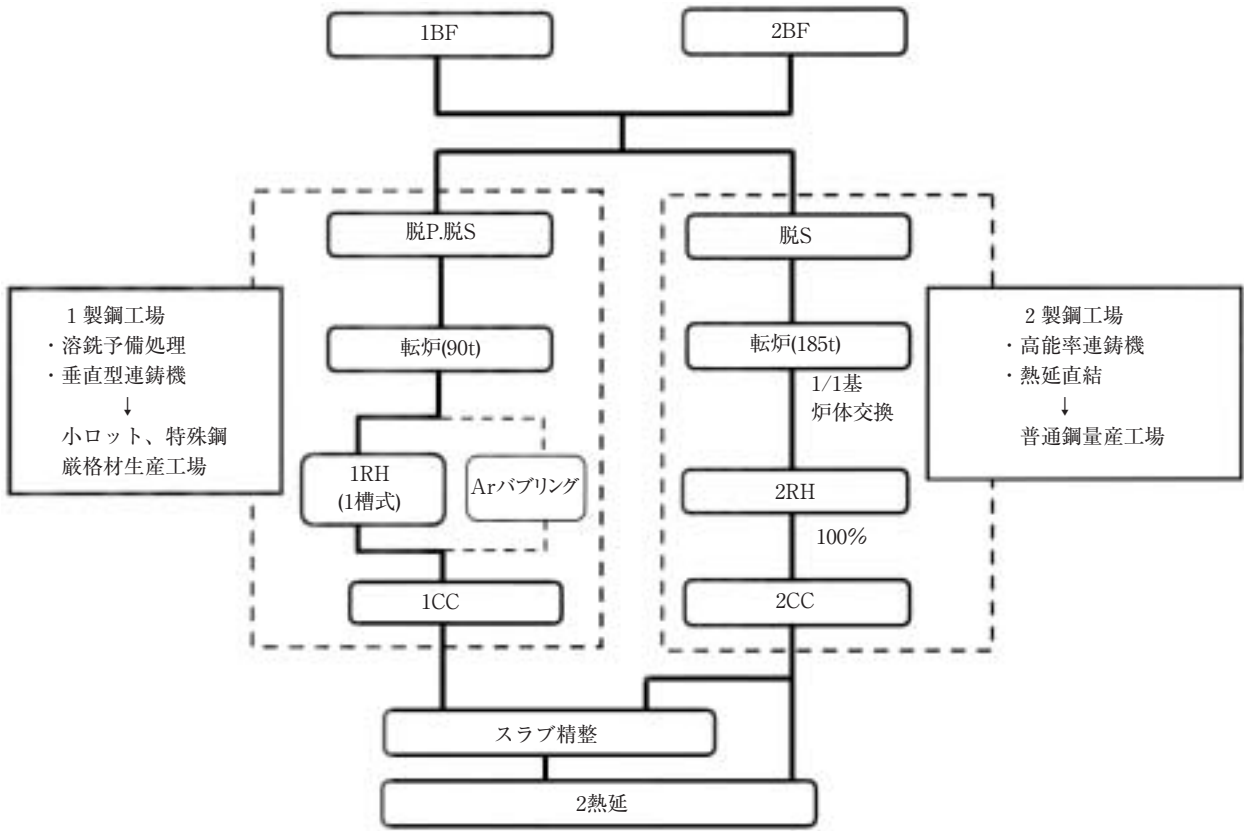 1BF
2BF
脱P.脱S
脱S
1製鋼工場
・溶銑予備処理
・垂直型連鋳機
↓
小ロット、特殊鋼
厳格材生産工場
転炉(90t)
転炉(185t)
1/1基
炉体交換
2製鋼工場
・高能率連鋳機
・熱延直結
↓
普通鋼量産工場
1RH
(1槽式)
Arバブリング
2RH
100%
1CC
2CC
スラブ精整
2熱延